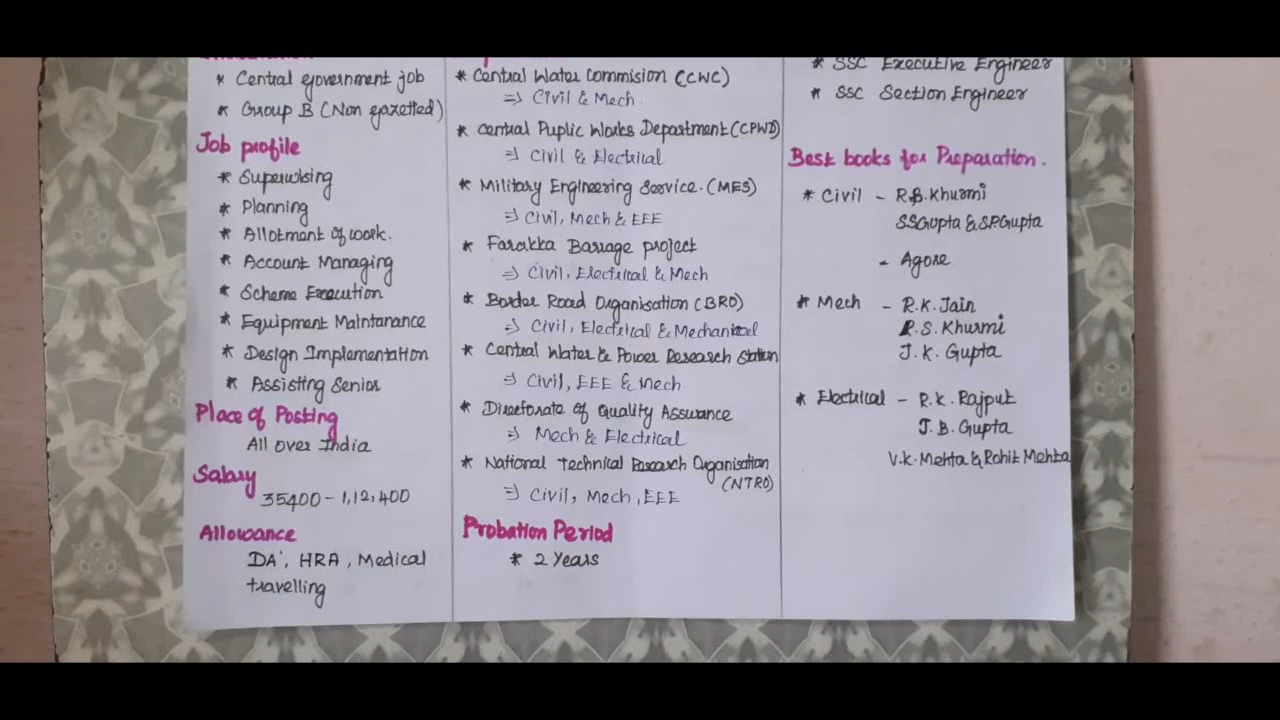 * Central government job
* Group B (Non gazetted)
Job profile
* Supervising
* Planning
* Allotment of work.
* Account Managing
* Scheme Execution
* Equipment Maintanance
* Design Implementation
* Assisting Senior
Place of Posting
All over India
Salary
35400 - 1,12,400
Allowance
DA, HRA, Medical
travelling
* Central Water Commision (CWC)
⇒ Civil & Mech.
* Central Public Works Department (CPWD)
⇒ Civil & Electrical
* Military Engineering Service. (MES)
⇒ Civil, Mech & EEE
* Farakka Barrage project
⇒ Civil, Electrical & Mech
* Border Road Organisation (BRO)
⇒ Civil, Electrical & Mechanical
* Central Water & Power Research Station
⇒ Civil, EEE & Mech
* Directorate of Quality Assurance
⇒ Mech & Electrical
* National Technical Research Organisation
(NTRO)
⇒ Civil, Mech, EEE
Probation Period
* 2 Years
* SSC Executive Engineer
* SSC Section Engineer
Best books for Preparation.
* Civil - R.S. Khurmi
SSGupta & S.P.Gupta
- Agore
* Mech - R.K. Jain
R.S. Khurmi
J.K. Gupta
* Electrical - R.K. Rajput
J.B. Gupta
V.K. Mehta & Rohit Mehta